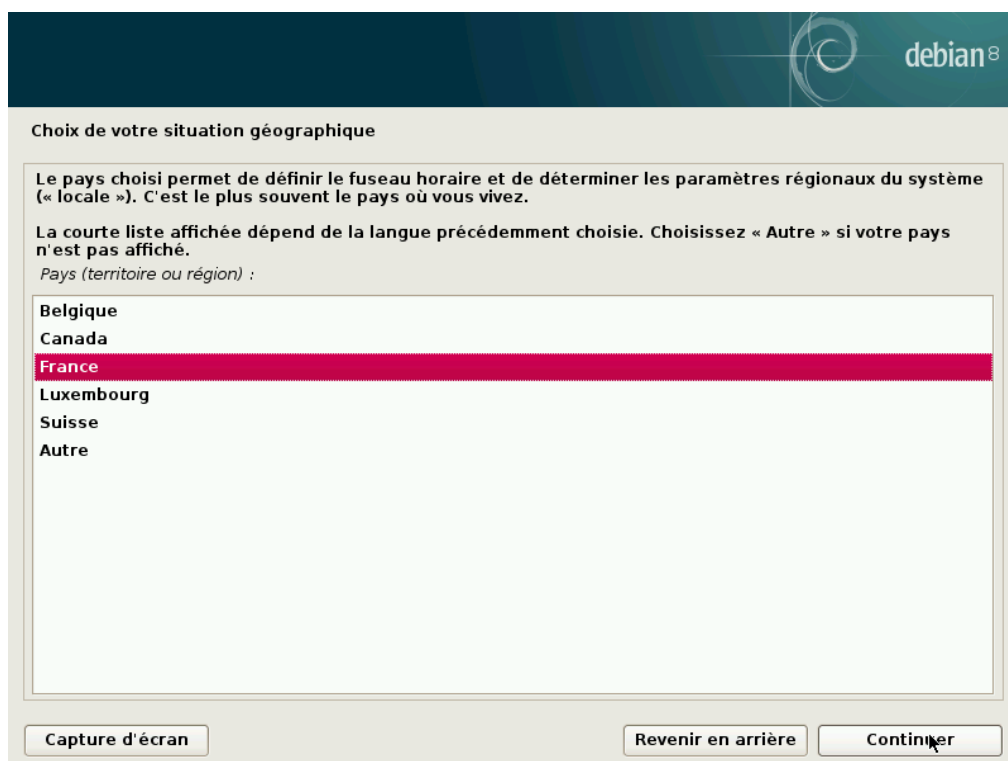 debian 8
Choix de votre situation géographique
Le pays choisi permet de définir le fuseau horaire et de déterminer les paramètres régionaux du système
(« locale »). C'est le plus souvent le pays où vous vivez.
La courte liste affichée dépend de la langue précédemment choisie. Choisissez « Autre » si votre pays
n'est pas affiché.
Pays (territoire ou région) :
Belgique
Canada
France
Luxembourg
Suisse
Autre
Capture d'écran
Revenir en arrière
Continuer